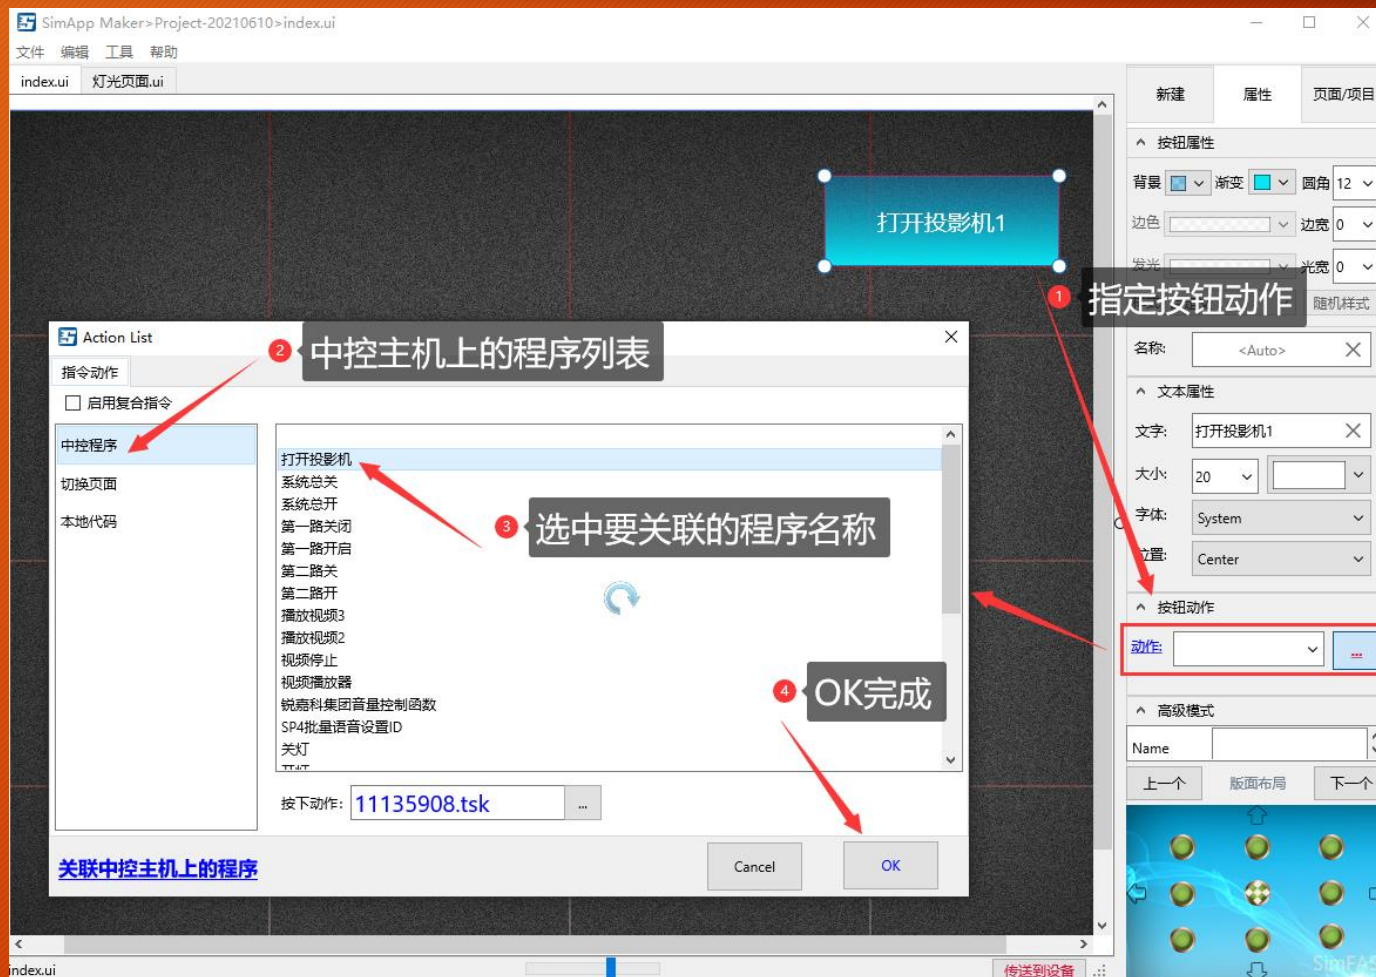 SimApp Maker>Project-20210610>index.ui
文件 编辑 工具 帮助
index.ui 灯光页面.ui
新建 属性 页面/项目
按钮属性
背景 渐变 圆角 12
边色 边宽 0
发光 光宽 0
随机样式
打开投影机1
1 指定按钮动作
名称: <Auto>
文本属性
文字: 打开投影机1
大小: 20
字体: System
位置: Center
按钮动作
动作: ...
高级模式
Name
上一个 版面布局 下一个
Action List
2 中控主机上的程序列表
指令动作
启用复合指令
中控程序
切换页面
本地代码
打开投影机
系统总关
系统总开
第一路关闭
第一路开启
第二路关
第二路开
播放视频3
播放视频2
视频停止
视频播放器
锐嘉科集团音量控制函数
SP4批量语音设置ID
关灯
3 选中要关联的程序名称
4 OK完成
按下动作: 11135908.tsk ...
关联中控主机上的程序
Cancel OK
index.ui
传送到设备